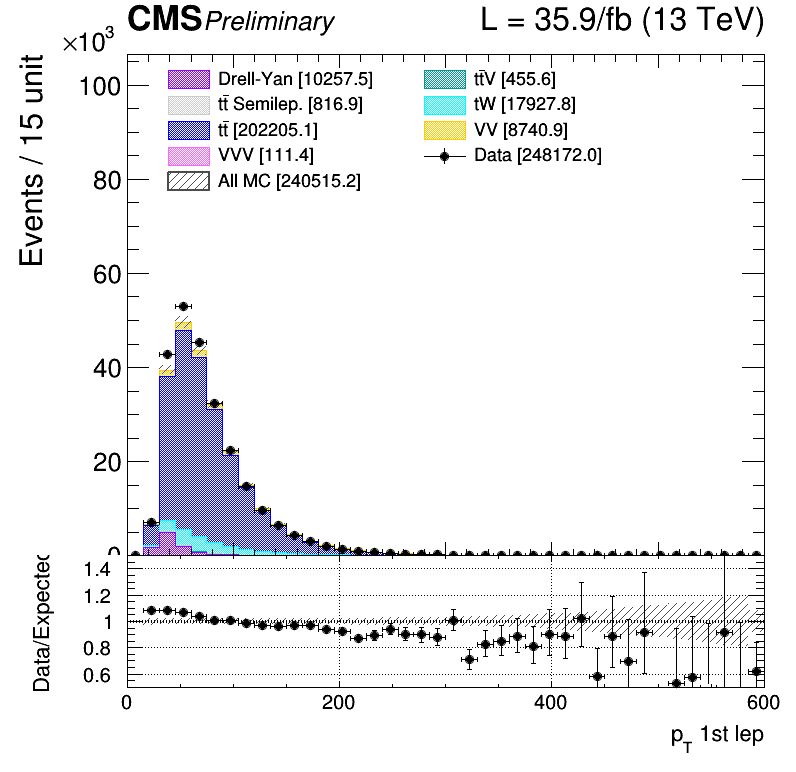 CMS Preliminary L = 35.9/fb (13 TeV)
×10³
Events / 15 unit
100
80
60
40
20
0
Drell-Yan [10257.5]
tt̄ Semilep. [816.9]
tt̄ [202205.1]
VVV [111.4]
All MC [240515.2]
tt̄V [455.6]
tW [17927.8]
VV [8740.9]
Data [248172.0]
Data/Expected
1.4
1.2
1
0.8
0.6
0 200 400 600
p_T 1st lep